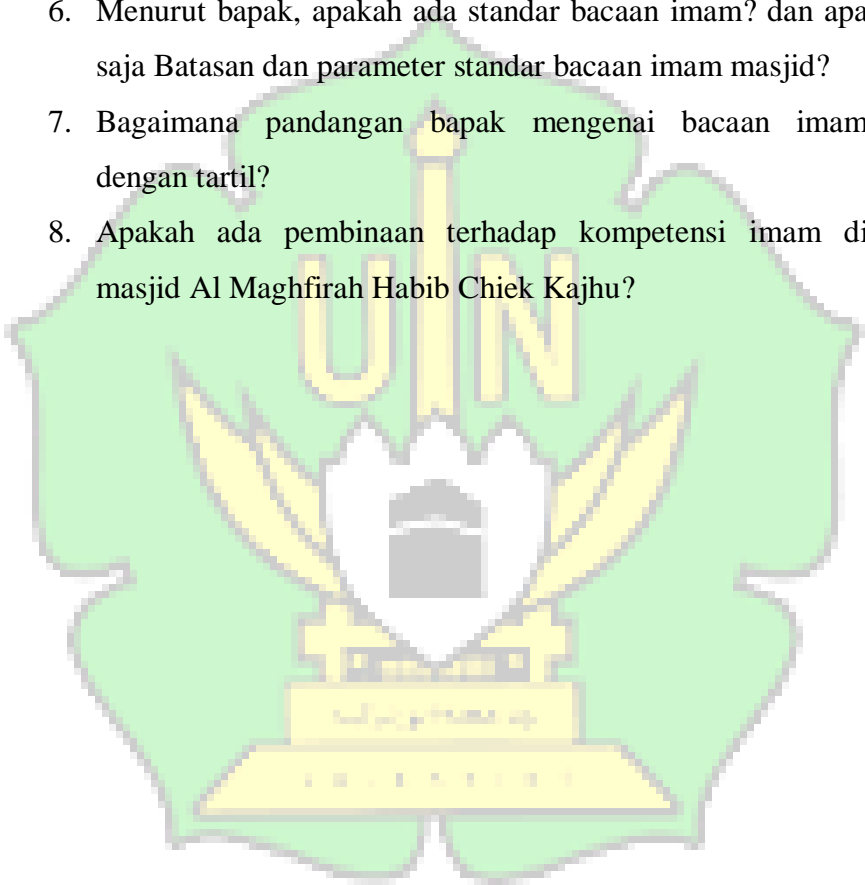 6. Menurut bapak, apakah ada standar bacaan imam? dan apa
saja Batasan dan parameter standar bacaan imam masjid?
7. Bagaimana pandangan bapak mengenai bacaan imam
dengan tartil?
8. Apakah ada pembinaan terhadap kompetensi imam di
masjid Al Maghfirah Habib Chiek Kajhu?
UIN